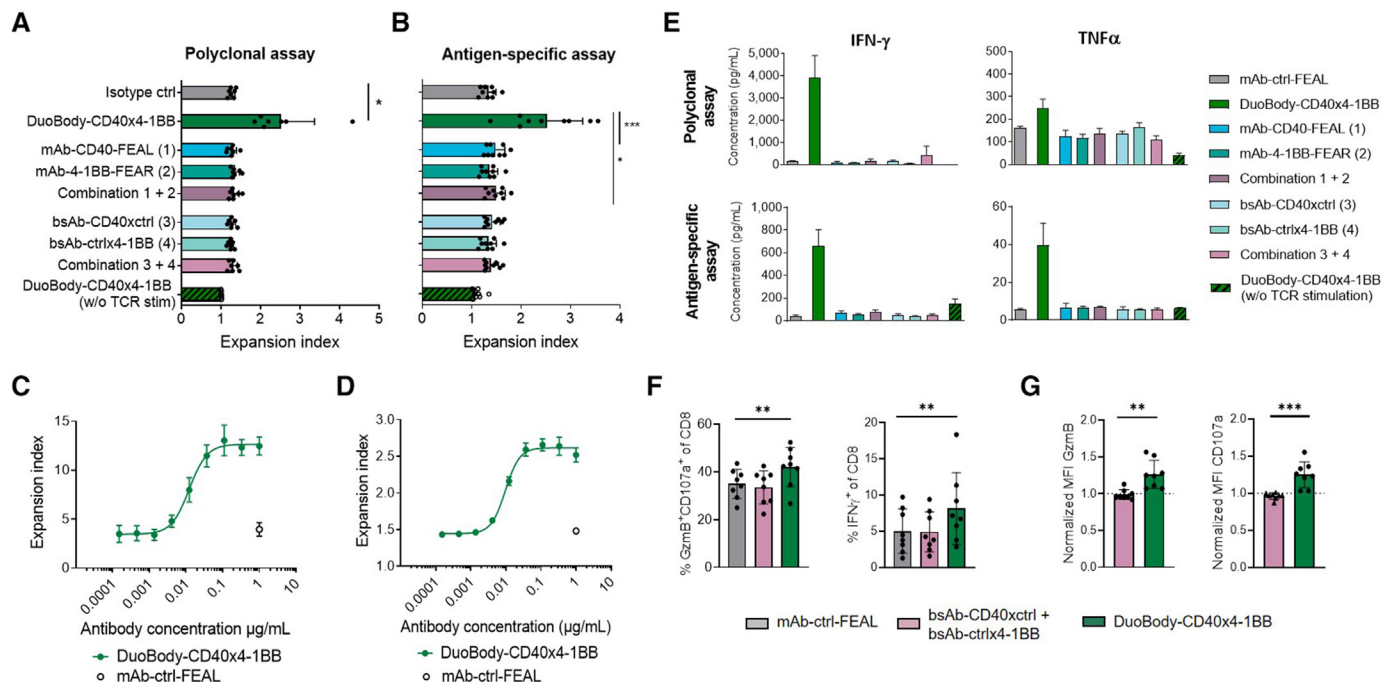 A
Polyclonal assay
Isotype ctrl
DuoBody-CD40x4-1BB
mAb-CD40-FEAL (1)
mAb-4-1BB-FEAR (2)
Combination 1 + 2
bsAb-CD40xctrl (3)
bsAb-ctrlx4-1BB (4)
Combination 3 + 4
DuoBody-CD40x4-1BB
(w/o TCR stim)
*
0 1 2 3 4 5
Expansion index
B
Antigen-specific assay
***
*
0 1 2 3 4
Expansion index
E
IFN-γ
TNFα
Polyclonal
assay
Concentration (pg/mL)
5,000
4,000
3,000
2,000
1,000
0
500
400
300
200
100
0
Antigen-specific
assay
Concentration (pg/mL)
1,000
800
600
400
200
0
100
80
60
40
20
0
mAb-ctrl-FEAL
DuoBody-CD40x4-1BB
mAb-CD40-FEAL (1)
mAb-4-1BB-FEAR (2)
Combination 1 + 2
bsAb-CD40xctrl (3)
bsAb-ctrlx4-1BB (4)
Combination 3 + 4
DuoBody-CD40x4-1BB
(w/o TCR stimulation)
C
Expansion index
15
10
5
0
0.0001 0.001 0.01 0.1 1 10
Antibody concentration µg/mL
DuoBody-CD40x4-1BB
mAb-ctrl-FEAL
D
Expansion index
3.0
2.5
2.0
1.5
1.0
0.0001 0.001 0.01 0.1 1 10
Antibody concentration (µg/mL)
DuoBody-CD40x4-1BB
mAb-ctrl-FEAL
F
% GzmB+CD107a+ of CD8
60
40
20
0
**
% IFNγ+ of CD8
20
15
10
5
0
**
G
Normalized MFI GzmB
2.0
1.5
1.0
0.5
0.0
**
Normalized MFI CD107a
2.0
1.5
1.0
0.5
0.0
***
mAb-ctrl-FEAL
bsAb-CD40xctrl +
bsAb-ctrlx4-1BB
DuoBody-CD40x4-1BB